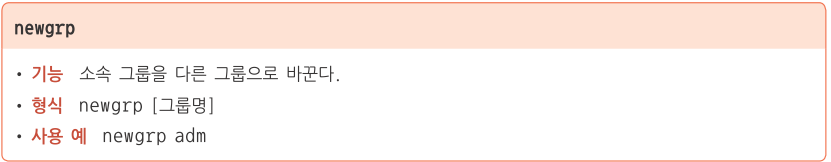 newgrp
• 기능 소속 그룹을 다른 그룹으로 바꾼다.
• 형식 newgrp [그룹명]
• 사용 예 newgrp adm